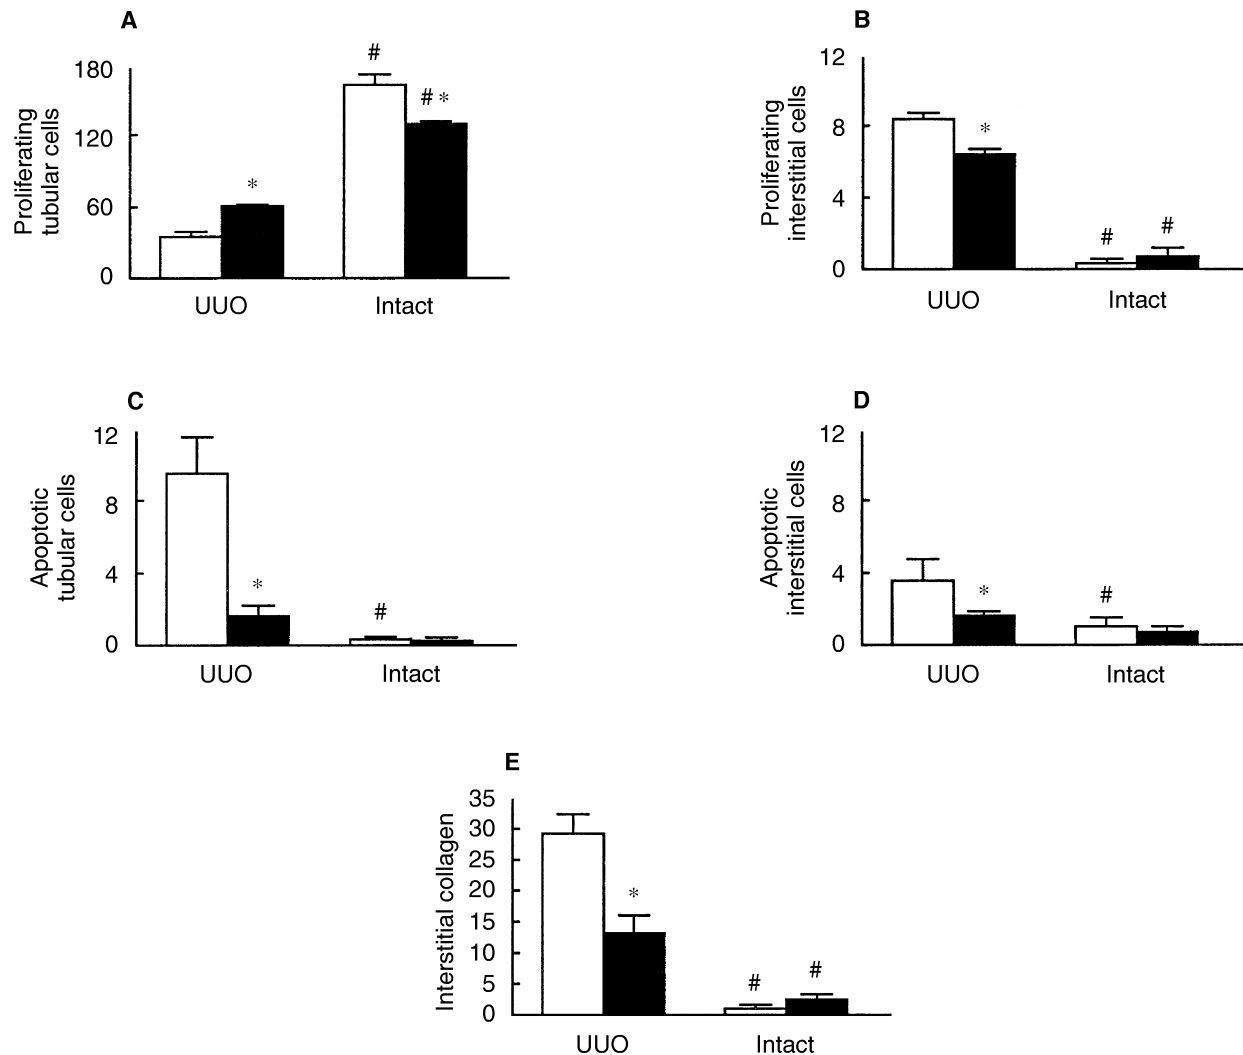 A
Proliferating
tubular cells
180
120
60
0
#
*
# *
UUO
Intact
B
Proliferating
interstitial cells
12
8
4
0
*
#
#
UUO
Intact
C
Apoptotic
tubular cells
12
8
4
0
*
#
UUO
Intact
D
Apoptotic
interstitial cells
12
8
4
0
*
#
UUO
Intact
E
Interstitial collagen
35
30
25
20
15
10
5
0
*
#
#
UUO
Intact